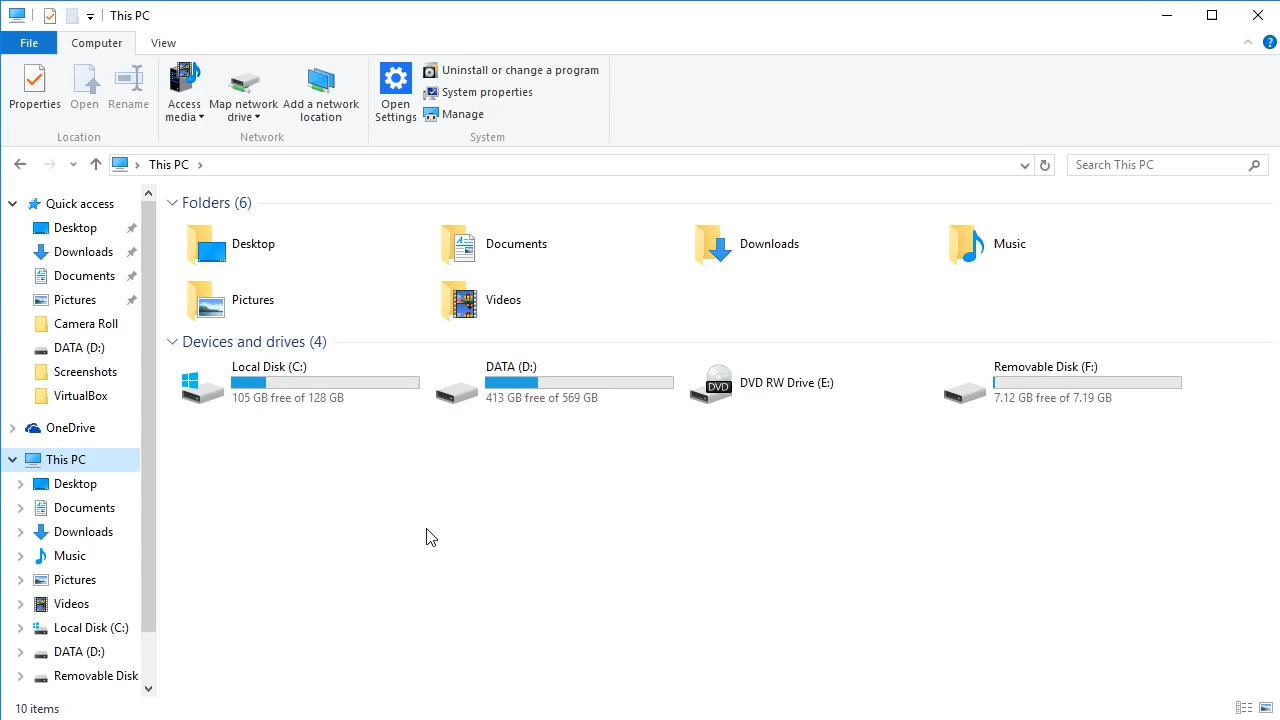 This PC
File
Computer
View
Properties
Open
Rename
Access media
Map network drive
Add a network location
Open Settings
Uninstall or change a program
System properties
Manage
Location
Network
System
This PC
Search This PC
Quick access
Desktop
Downloads
Documents
Pictures
Camera Roll
DATA (D:)
Screenshots
VirtualBox
OneDrive
This PC
Desktop
Documents
Downloads
Music
Pictures
Videos
Local Disk (C:)
DATA (D:)
Removable Disk
Folders (6)
Desktop
Documents
Downloads
Music
Pictures
Videos
Devices and drives (4)
Local Disk (C:)
105 GB free of 128 GB
DATA (D:)
413 GB free of 569 GB
DVD
DVD RW Drive (E:)
Removable Disk (F:)
7.12 GB free of 7.19 GB
10 items